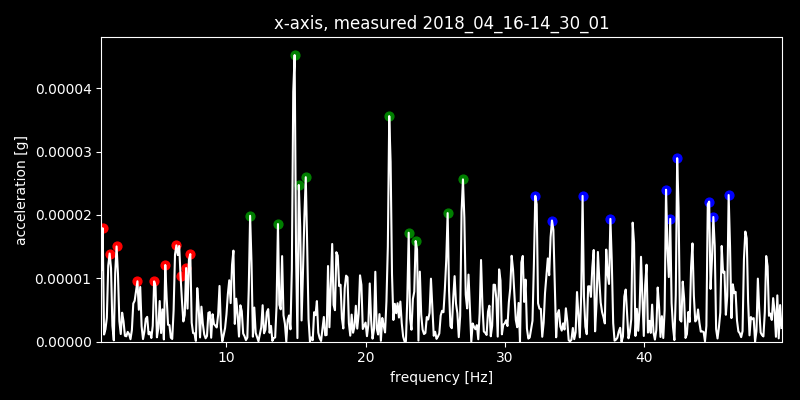 x-axis, measured 2018_04_16-14_30_01
acceleration [g]
0.00004
0.00003
0.00002
0.00001
0.00000
10 20 30 40
frequency [Hz]